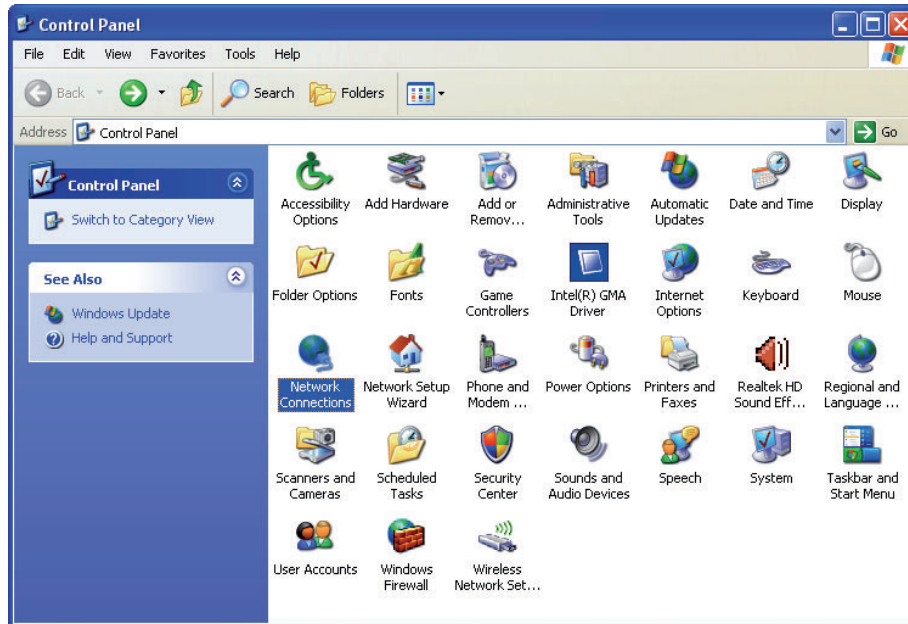 Control Panel
File Edit View Favorites Tools Help
Back Search Folders
Address Control Panel Go
Control Panel
Switch to Category View
See Also
Windows Update
Help and Support
Accessibility Options
Add Hardware
Add or Remov...
Administrative Tools
Automatic Updates
Date and Time
Display
Folder Options
Fonts
Game Controllers
Intel(R) GMA Driver
Internet Options
Keyboard
Mouse
Network Connections
Network Setup Wizard
Phone and Modem ...
Power Options
Printers and Faxes
Realtek HD Sound Eff...
Regional and Language ...
Scanners and Cameras
Scheduled Tasks
Security Center
Sounds and Audio Devices
Speech
System
Taskbar and Start Menu
User Accounts
Windows Firewall
Wireless Network Set...